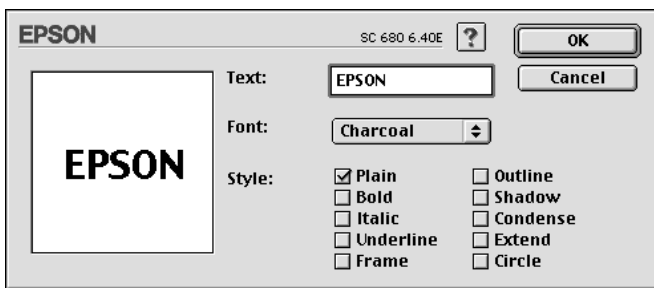 EPSON
SC 680 6.40E
?
OK
Text:
EPSON
Cancel
EPSON
Font:
Charcoal
Style:
Plain
Outline
Bold
Shadow
Italic
Condense
Underline
Extend
Frame
Circle